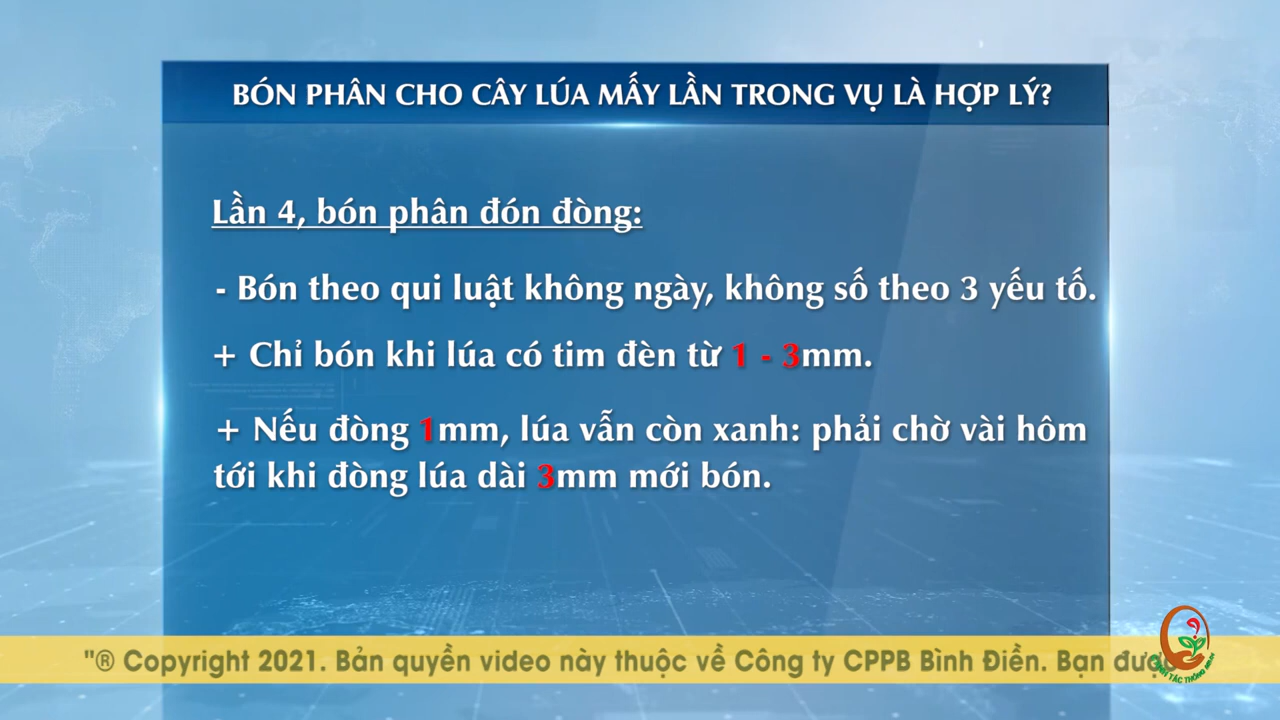 BÓN PHÂN CHO CÂY LÚA MẤY LẦN TRONG VỤ LÀ HỢP LÝ?
Lần 4, bón phân đón đòng:
- Bón theo qui luật không ngày, không số theo 3 yếu tố.
+ Chỉ bón khi lúa có tim đèn từ 1 - 3mm.
+ Nếu đòng 1mm, lúa vẫn còn xanh: phải chờ vài hôm
tới khi đòng lúa dài 3mm mới bón.
"® Copyright 2021. Bản quyền video này thuộc về Công ty CPPB Bình Điền. Bạn được
TÁC THÔNG MINH